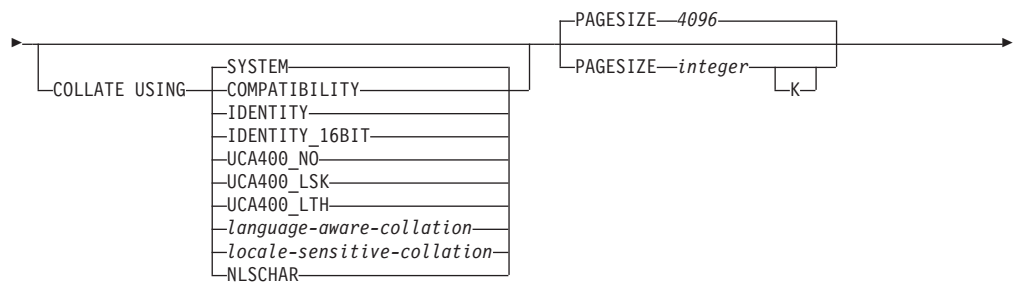 PAGESIZE 4096
SYSTEM
PAGESIZE integer
COLLATE USING
COMPATIBILITY
K
IDENTITY
IDENTITY_16BIT
UCA400_NO
UCA400_LSK
UCA400_LTH
language-aware-collation
locale-sensitive-collation
NLSCHAR